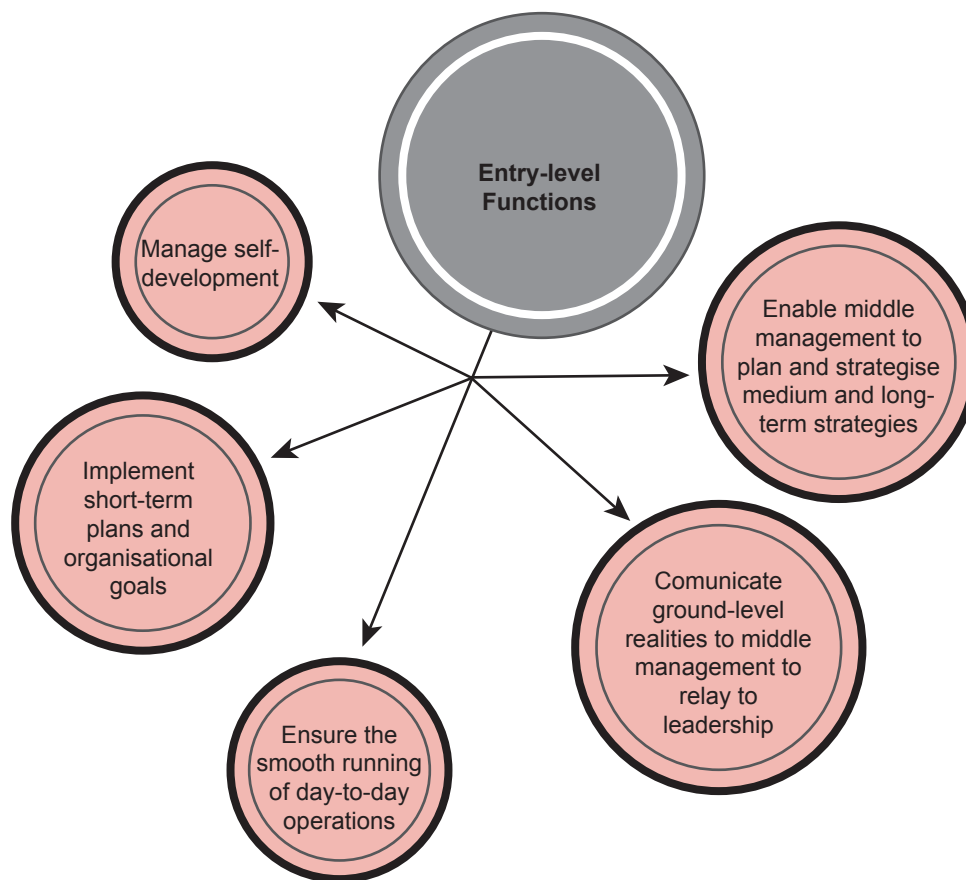 Entry-level
Functions
Manage self-
development
Enable middle
management to
plan and strategise
medium and long-
term strategies
Implement
short-term
plans and
organisational
goals
Comunicate
ground-level
realities to middle
management to
relay to
leadership
Ensure the
smooth running
of day-to-day
operations